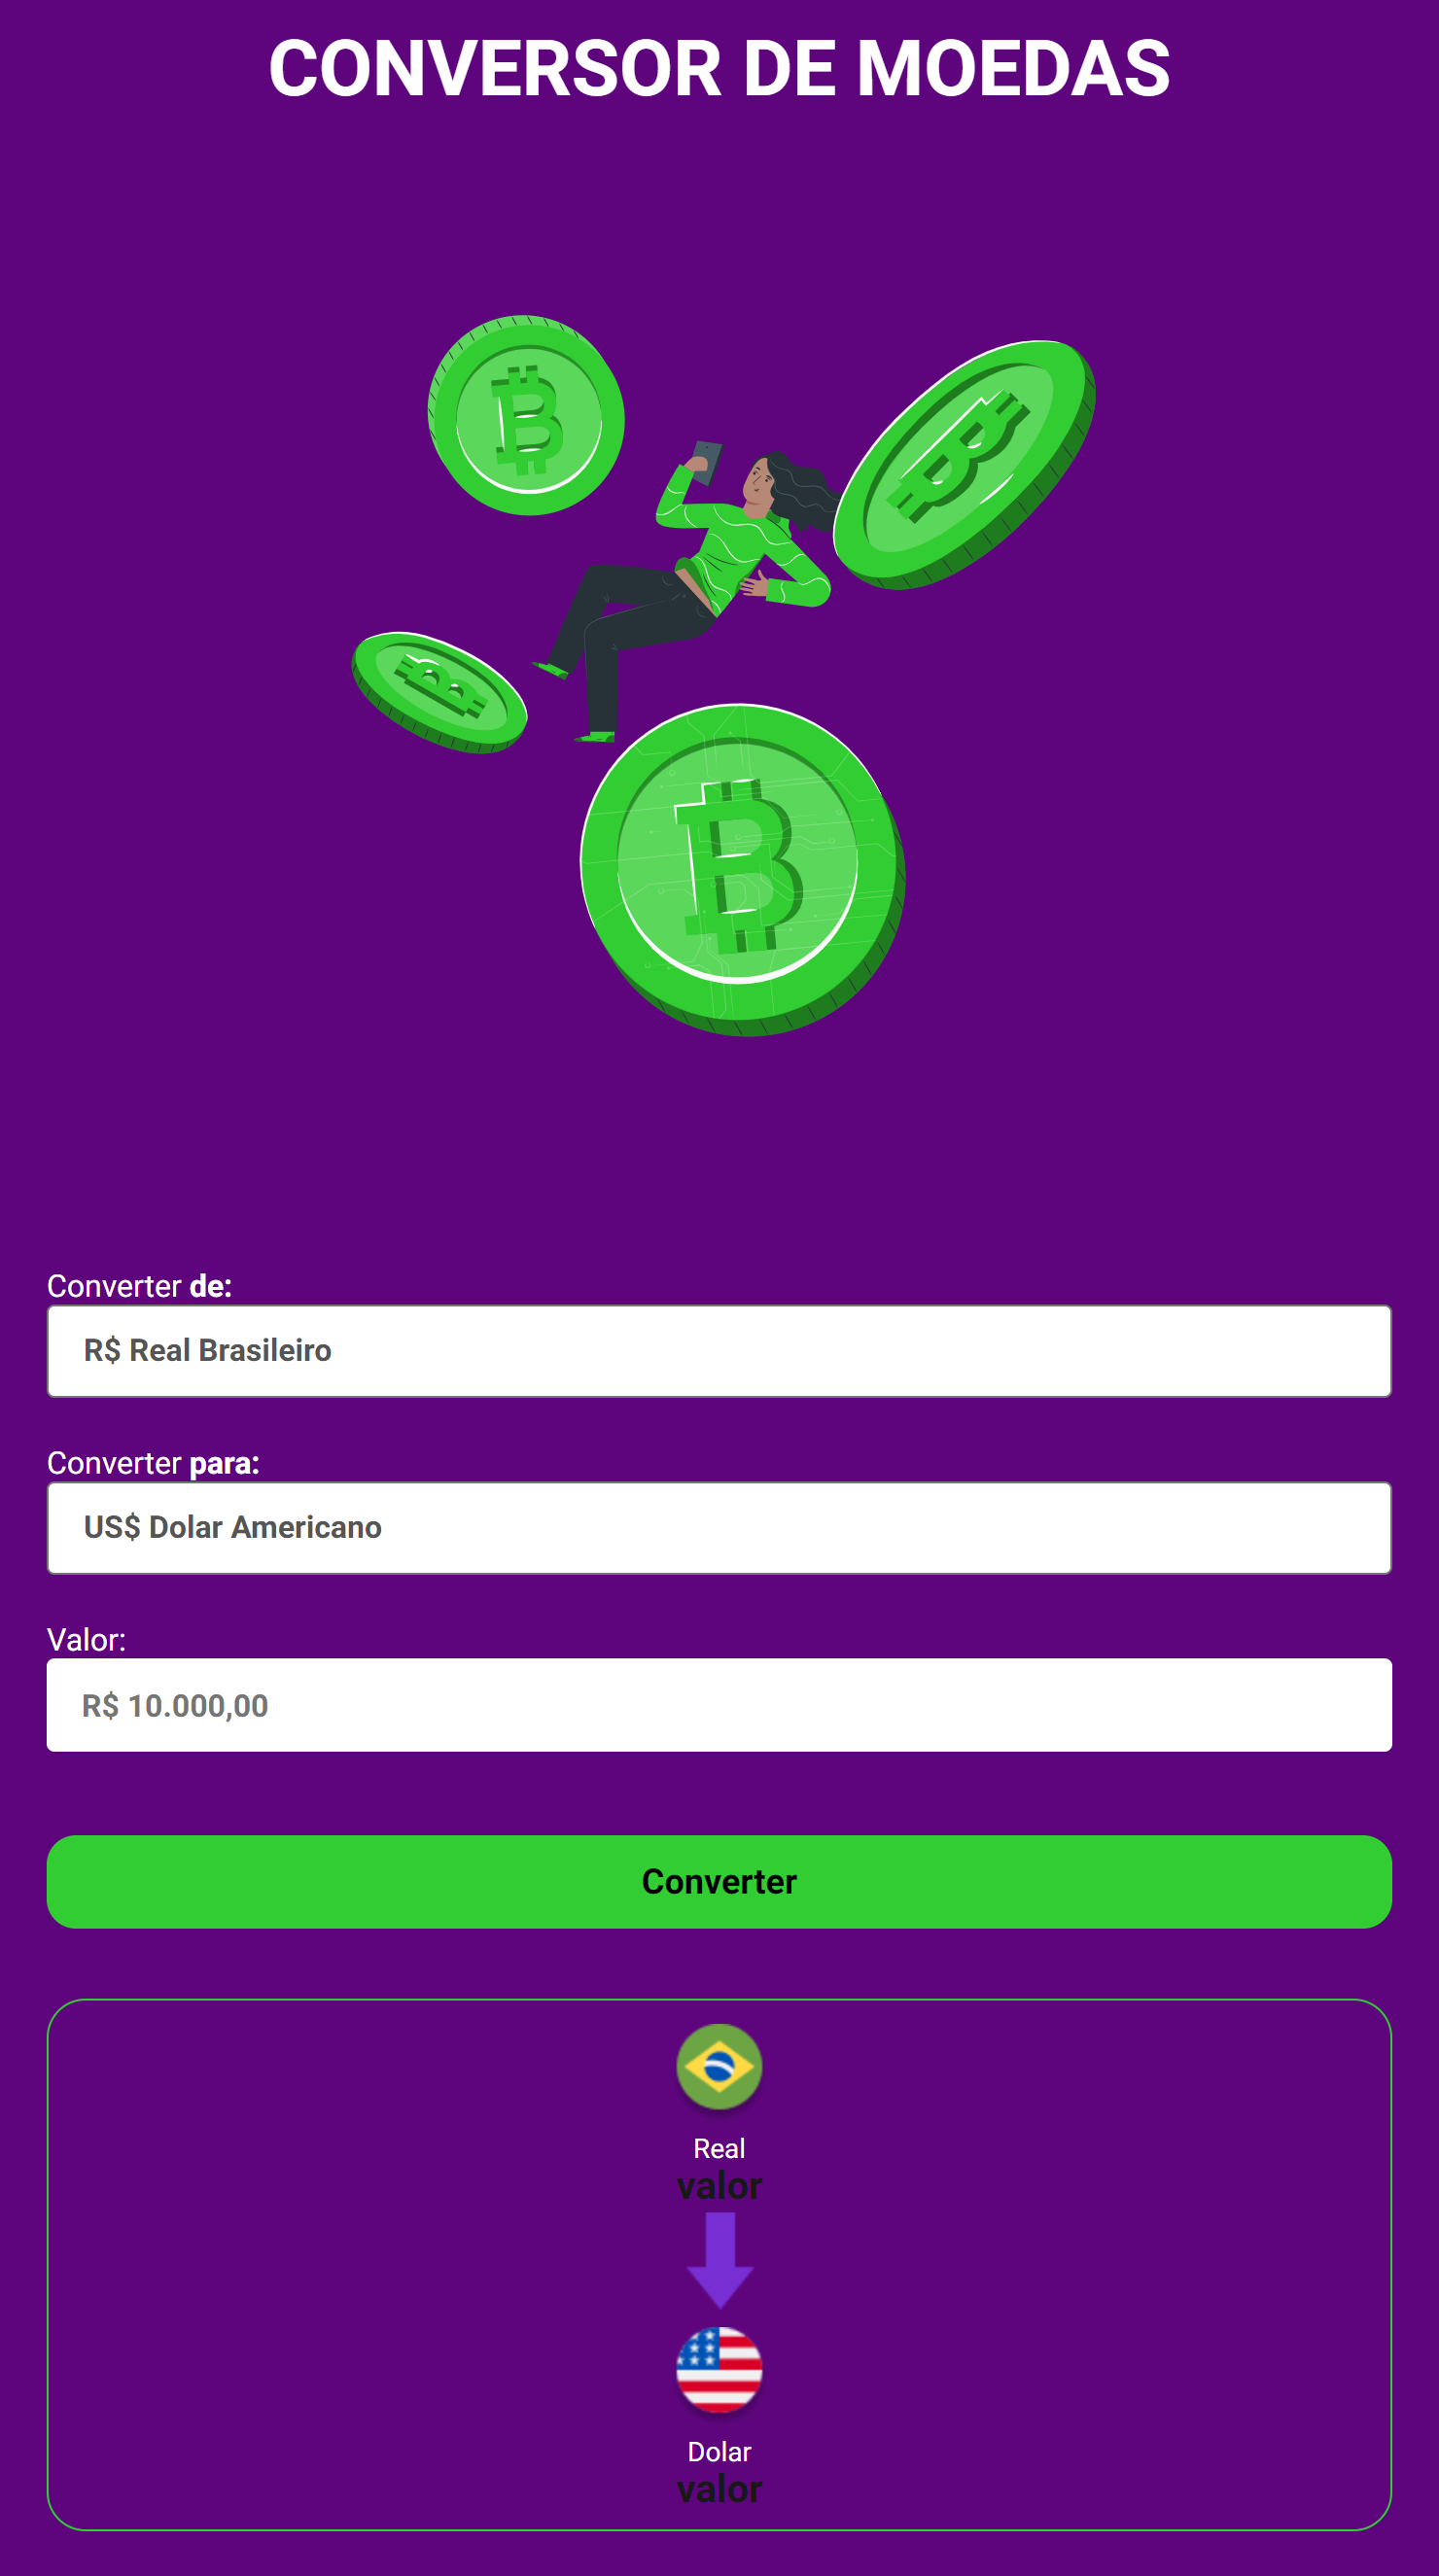 CONVERSOR DE MOEDAS
Converter de:
R$ Real Brasileiro
Converter para:
US$ Dolar Americano
Valor:
R$ 10.000,00
Converter
Real
valor
Dolar
valor